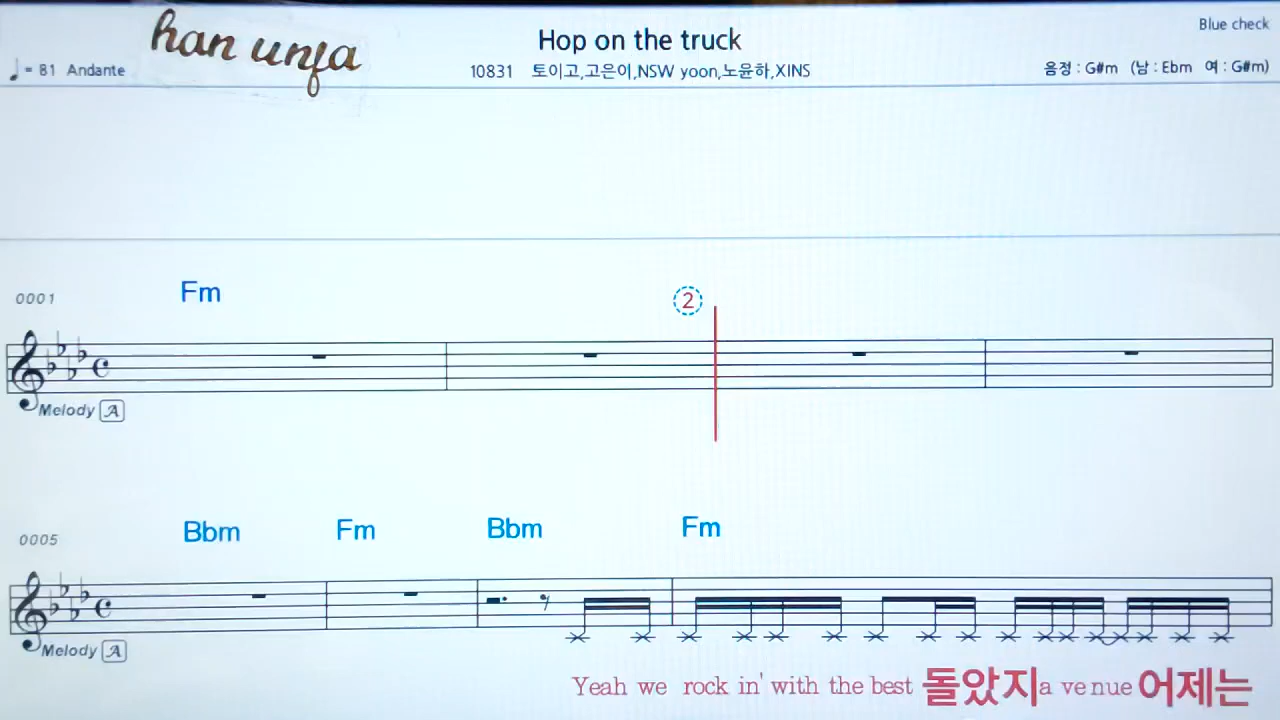 han unfa
Hop on the truck
Blue check
♩ = 81 Andante
10831 토이고,고은이,NSW yoon,노윤하,XINS
음정 : G#m (남 : Ebm 여 : G#m)
0001 Fm ②
Melody A
0005 Bbm Fm Bbm Fm
Melody A
Yeah we rock in' with the best 돌았지 a ve nue 어제는